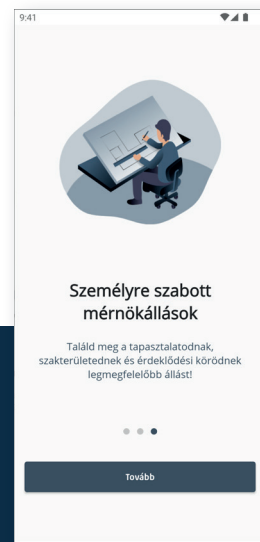 9:41
Személyre szabott
mérnökállások
Találd meg a tapasztalatodnak,
szakterületednek és érdeklődési körödnek
legmegfelelőbb állást!
Tovább